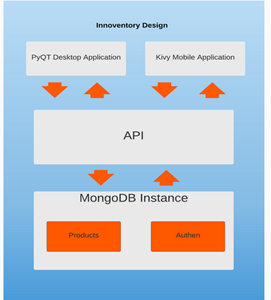 Innoventory Design
PyQT Desktop Application
Kivy Mobile Application
API
MongoDB Instance
Products
Authen